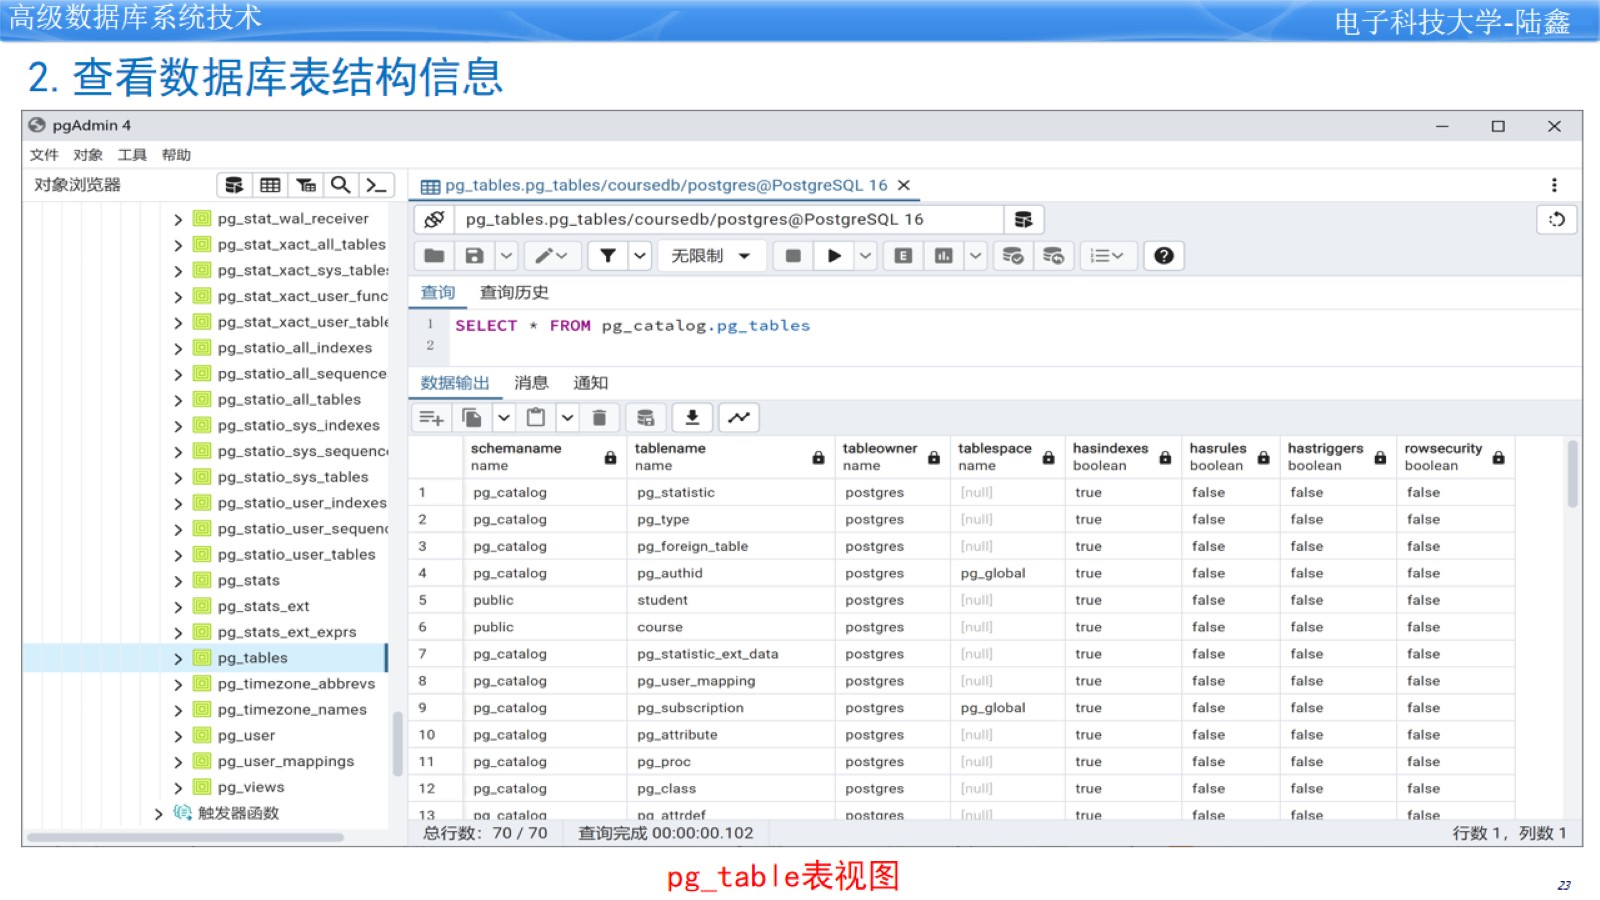 高级数据库系统技术
电子科技大学-陆鑫
2. 查看数据库表结构信息
pgAdmin 4
文件 对象 工具 帮助
对象浏览器
pg_stat_wal_receiver
pg_stat_xact_all_tables
pg_stat_xact_sys_tables
pg_stat_xact_user_func
pg_stat_xact_user_table
pg_statio_all_indexes
pg_statio_all_sequence
pg_statio_all_tables
pg_statio_sys_indexes
pg_statio_sys_sequence
pg_statio_sys_tables
pg_statio_user_indexes
pg_statio_user_sequenc
pg_statio_user_tables
pg_stats
pg_stats_ext
pg_stats_ext_exprs
pg_tables
pg_timezone_abbrevs
pg_timezone_names
pg_user
pg_user_mappings
pg_views
触发器函数
pg_tables.pg_tables/coursedb/postgres@PostgreSQL 16
pg_tables.pg_tables/coursedb/postgres@PostgreSQL 16
无限制
查询 查询历史
1 SELECT * FROM pg_catalog.pg_tables
2
数据输出 消息 通知
schemaname tablename tableowner tablespace hasindexes hasrules hastriggers rowsecurity
name name name name boolean boolean boolean boolean
1 pg_catalog pg_statistic postgres [null] true false false false
2 pg_catalog pg_type postgres [null] true false false false
3 pg_catalog pg_foreign_table postgres [null] true false false false
4 pg_catalog pg_authid postgres pg_global true false false false
5 public student postgres [null] true false false false
6 public course postgres [null] true false false false
7 pg_catalog pg_statistic_ext_data postgres [null] true false false false
8 pg_catalog pg_user_mapping postgres [null] true false false false
9 pg_catalog pg_subscription postgres pg_global true false false false
10 pg_catalog pg_attribute postgres [null] true false false false
11 pg_catalog pg_proc postgres [null] true false false false
12 pg_catalog pg_class postgres [null] true false false false
13 pg_catalog pg_attrdef postgres [null] true false false false
总行数：70 / 70 查询完成 00:00:00.102 行数 1，列数 1
pg_table表视图
23